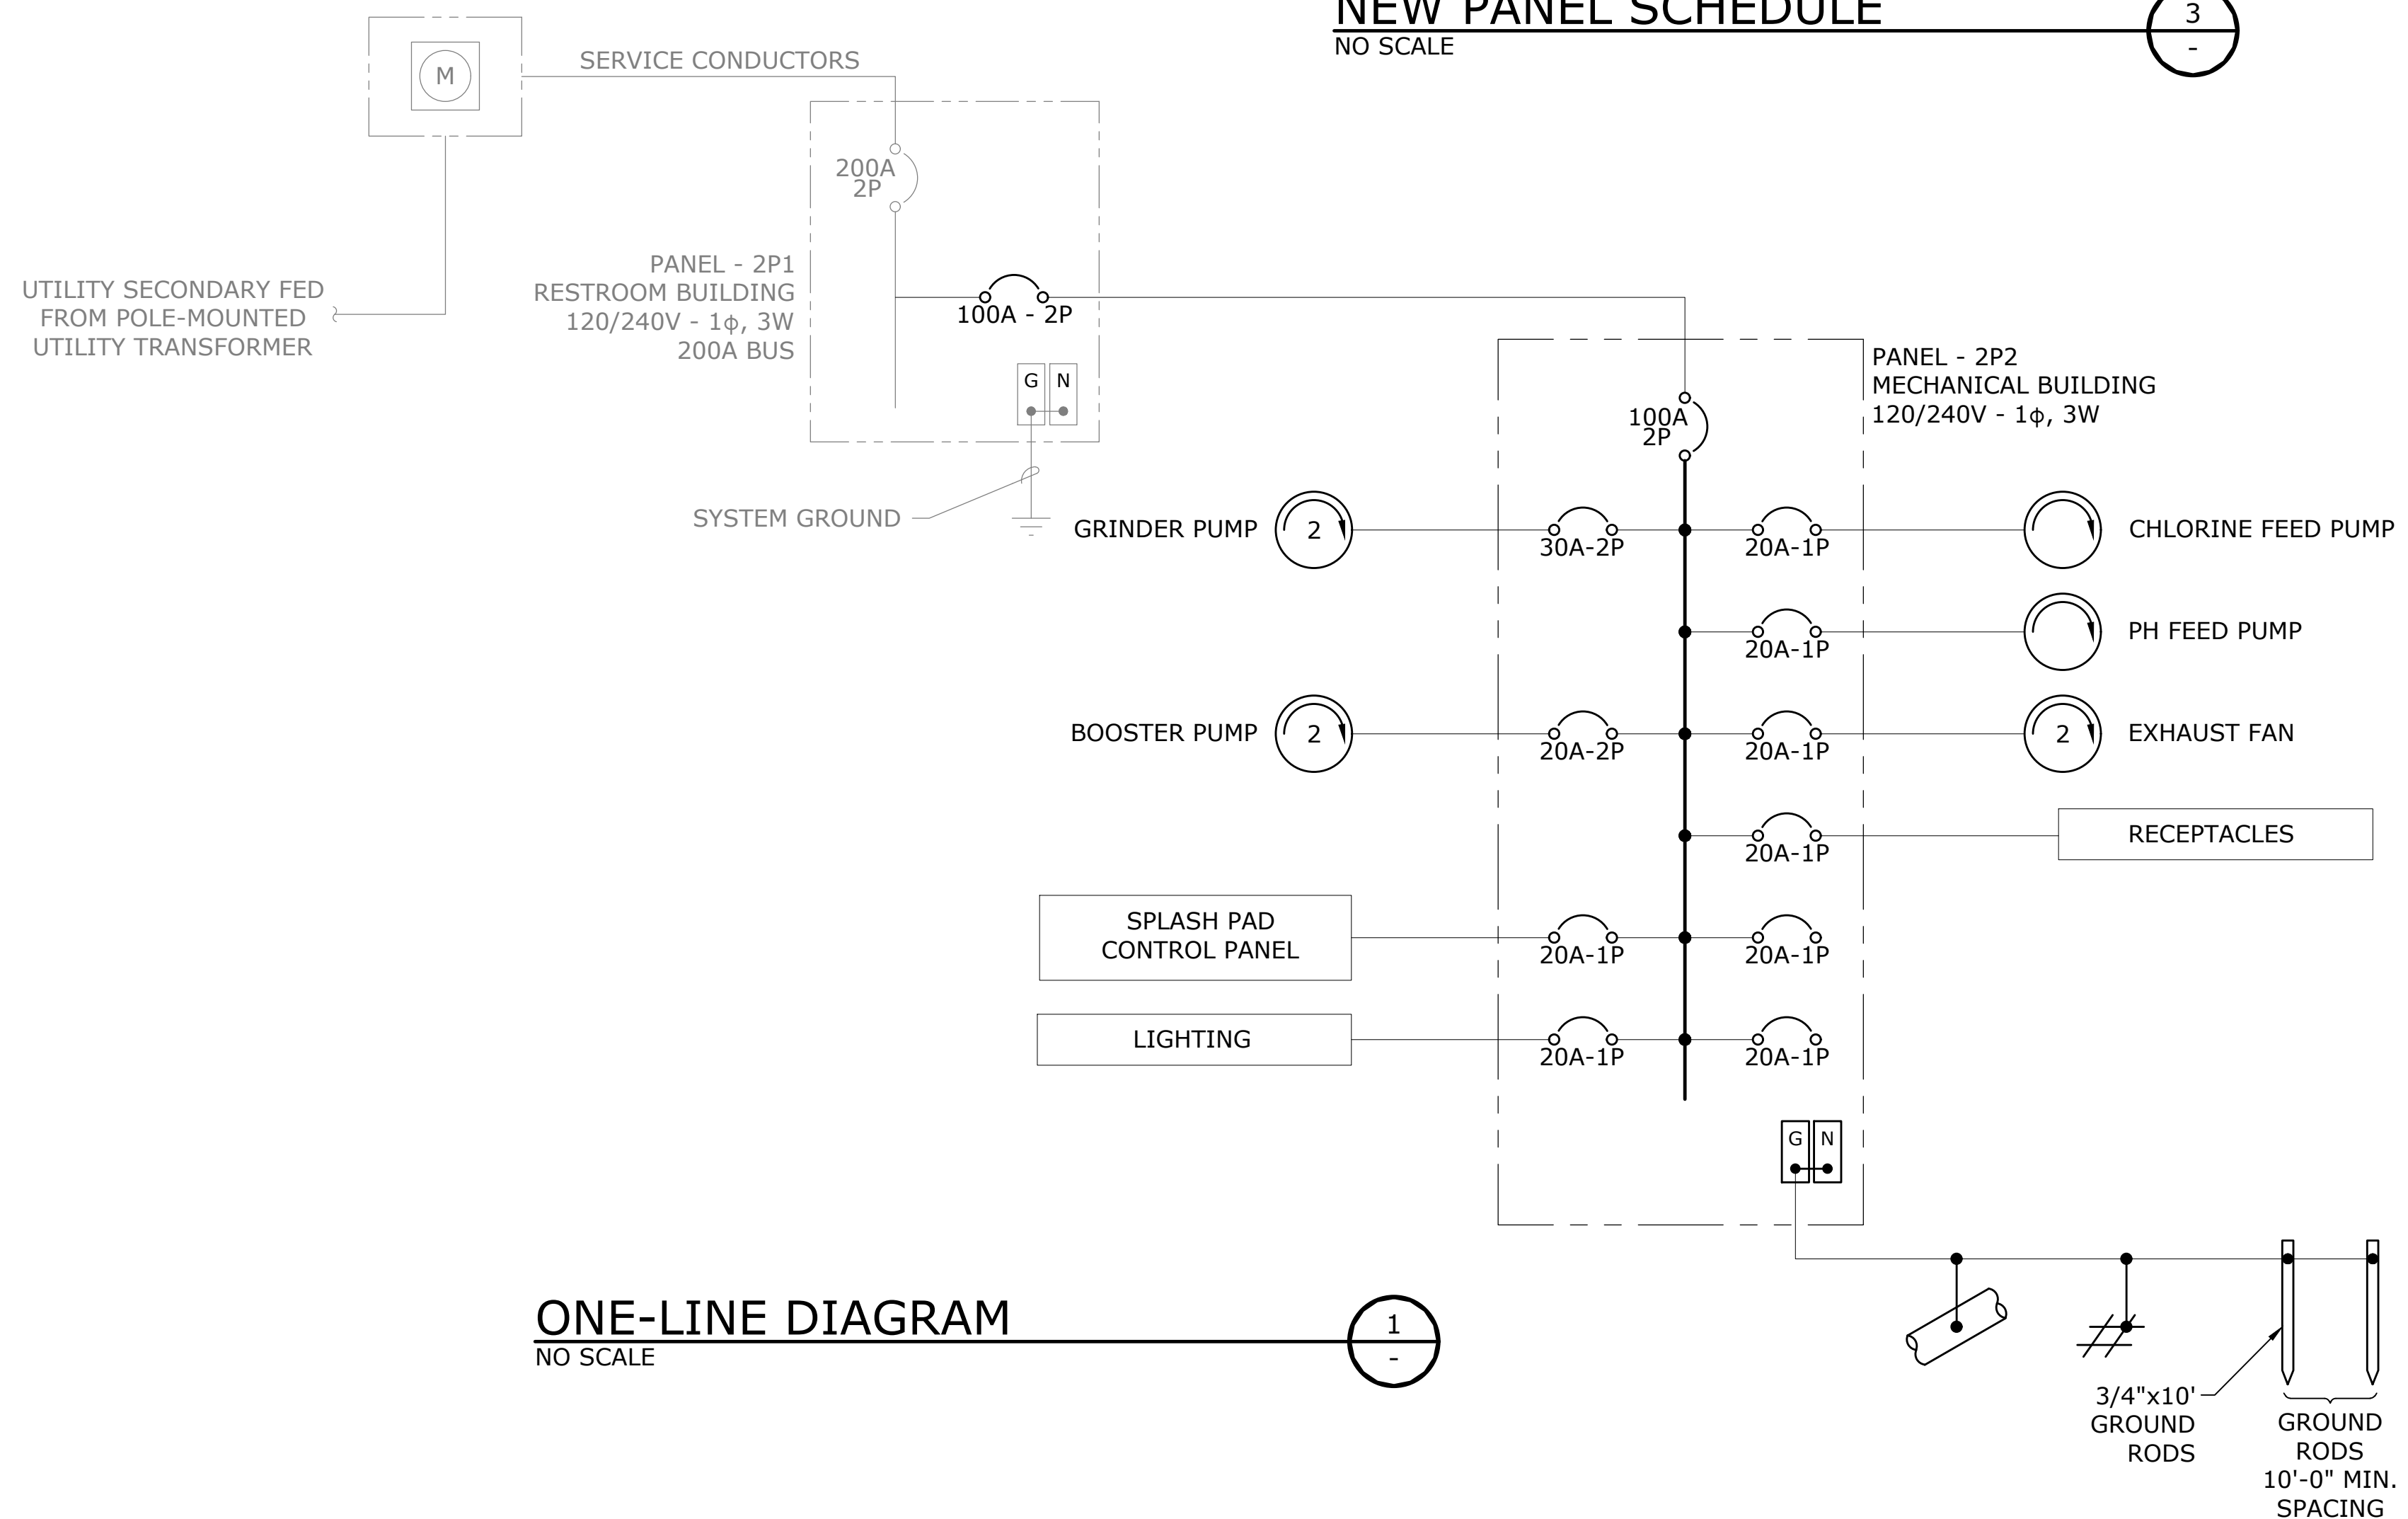 NEW PANEL SCHEDULE
3
NO SCALE
-
M
SERVICE CONDUCTORS
200A
2P
UTILITY SECONDARY FED
FROM POLE-MOUNTED
UTILITY TRANSFORMER
PANEL - 2P1
RESTROOM BUILDING
120/240V - 1ϕ, 3W
200A BUS
100A - 2P
G N
SYSTEM GROUND
PANEL - 2P2
MECHANICAL BUILDING
120/240V - 1ϕ, 3W
100A
2P
GRINDER PUMP 2 30A-2P 20A-1P CHLORINE FEED PUMP
20A-1P PH FEED PUMP
BOOSTER PUMP 2 20A-2P 20A-1P 2 EXHAUST FAN
20A-1P RECEPTACLES
SPLASH PAD
CONTROL PANEL
20A-1P 20A-1P
LIGHTING
20A-1P 20A-1P
G N
ONE-LINE DIAGRAM
1
NO SCALE
-
3/4"x10'
GROUND
RODS
GROUND
RODS
10'-0" MIN.
SPACING